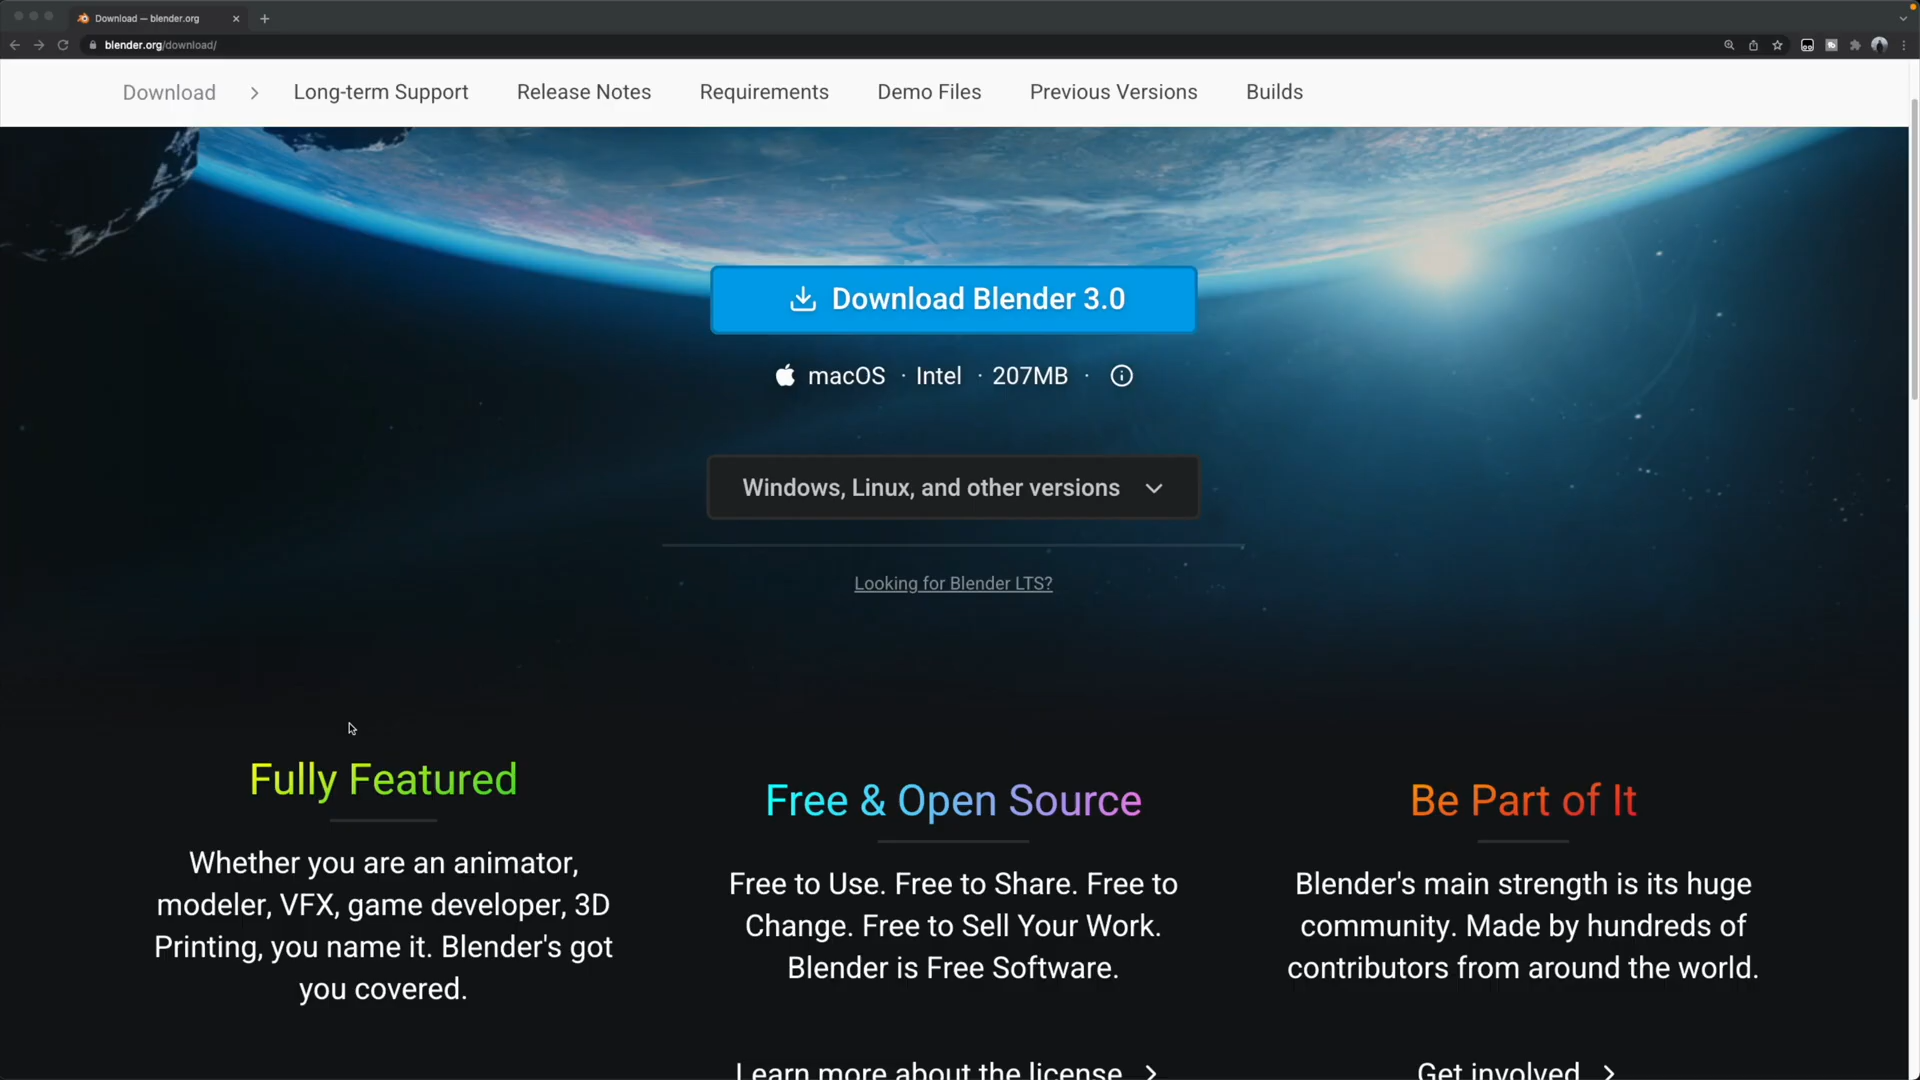 Download — blender.org
blender.org/download/
Download
Long-term Support
Release Notes
Requirements
Demo Files
Previous Versions
Builds
Download Blender 3.0
macOS · Intel · 207MB ·
Windows, Linux, and other versions
Looking for Blender LTS?
Fully Featured
Whether you are an animator,
modeler, VFX, game developer, 3D
Printing, you name it. Blender's got
you covered.
Free & Open Source
Free to Use. Free to Share. Free to
Change. Free to Sell Your Work.
Blender is Free Software.
Learn more about the license
Be Part of It
Blender's main strength is its huge
community. Made by hundreds of
contributors from around the world.
Get involved